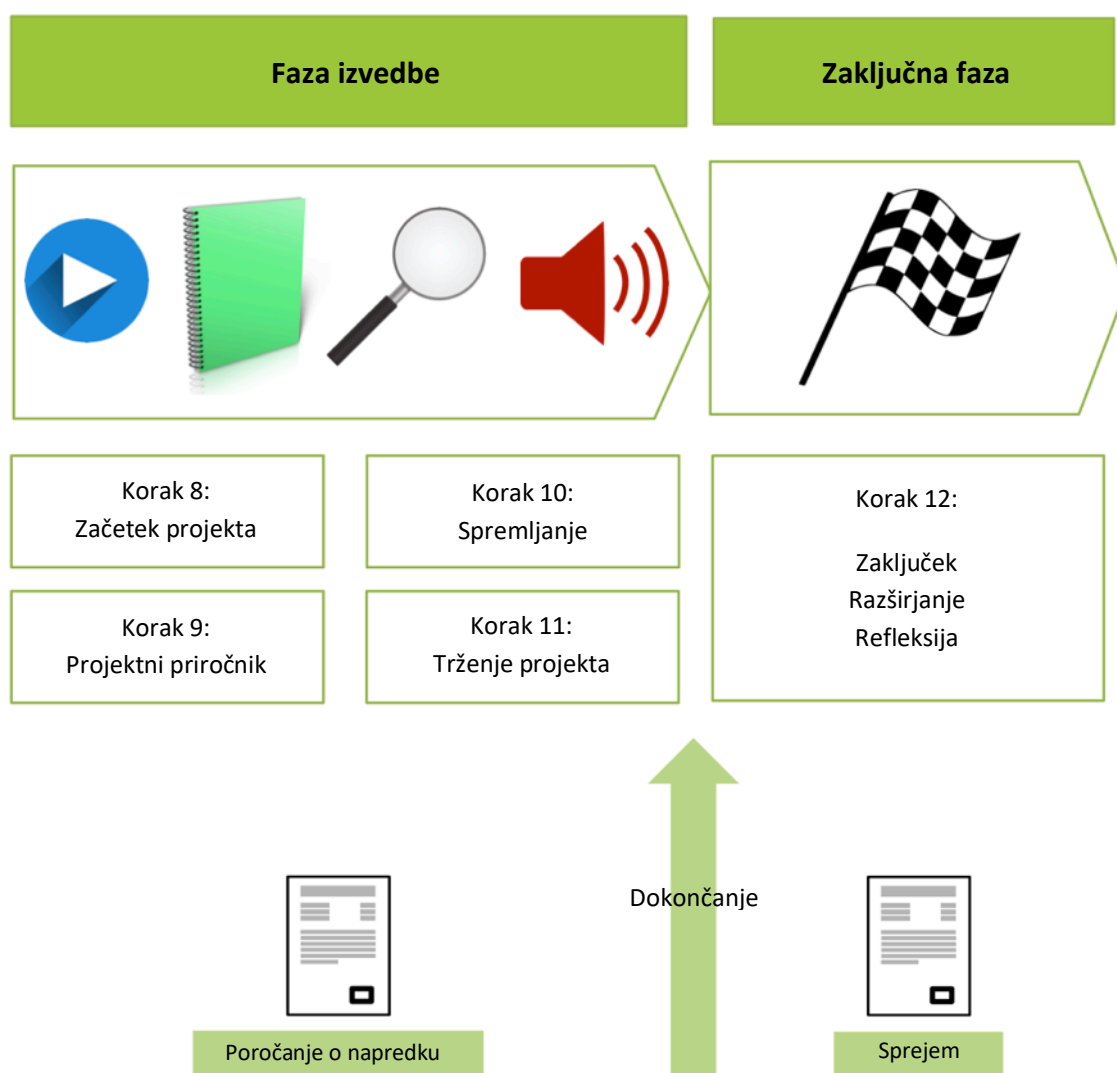 Faza izvedbe
Zaključna faza
Korak 8:
Začetek projekta
Korak 10:
Spremljanje
Korak 12:
Zaključek
Razširjanje
Refleksija
Korak 9:
Projektni priročnik
Korak 11:
Trženje projekta
Dokončanje
Poročanje o napredku
Sprejem